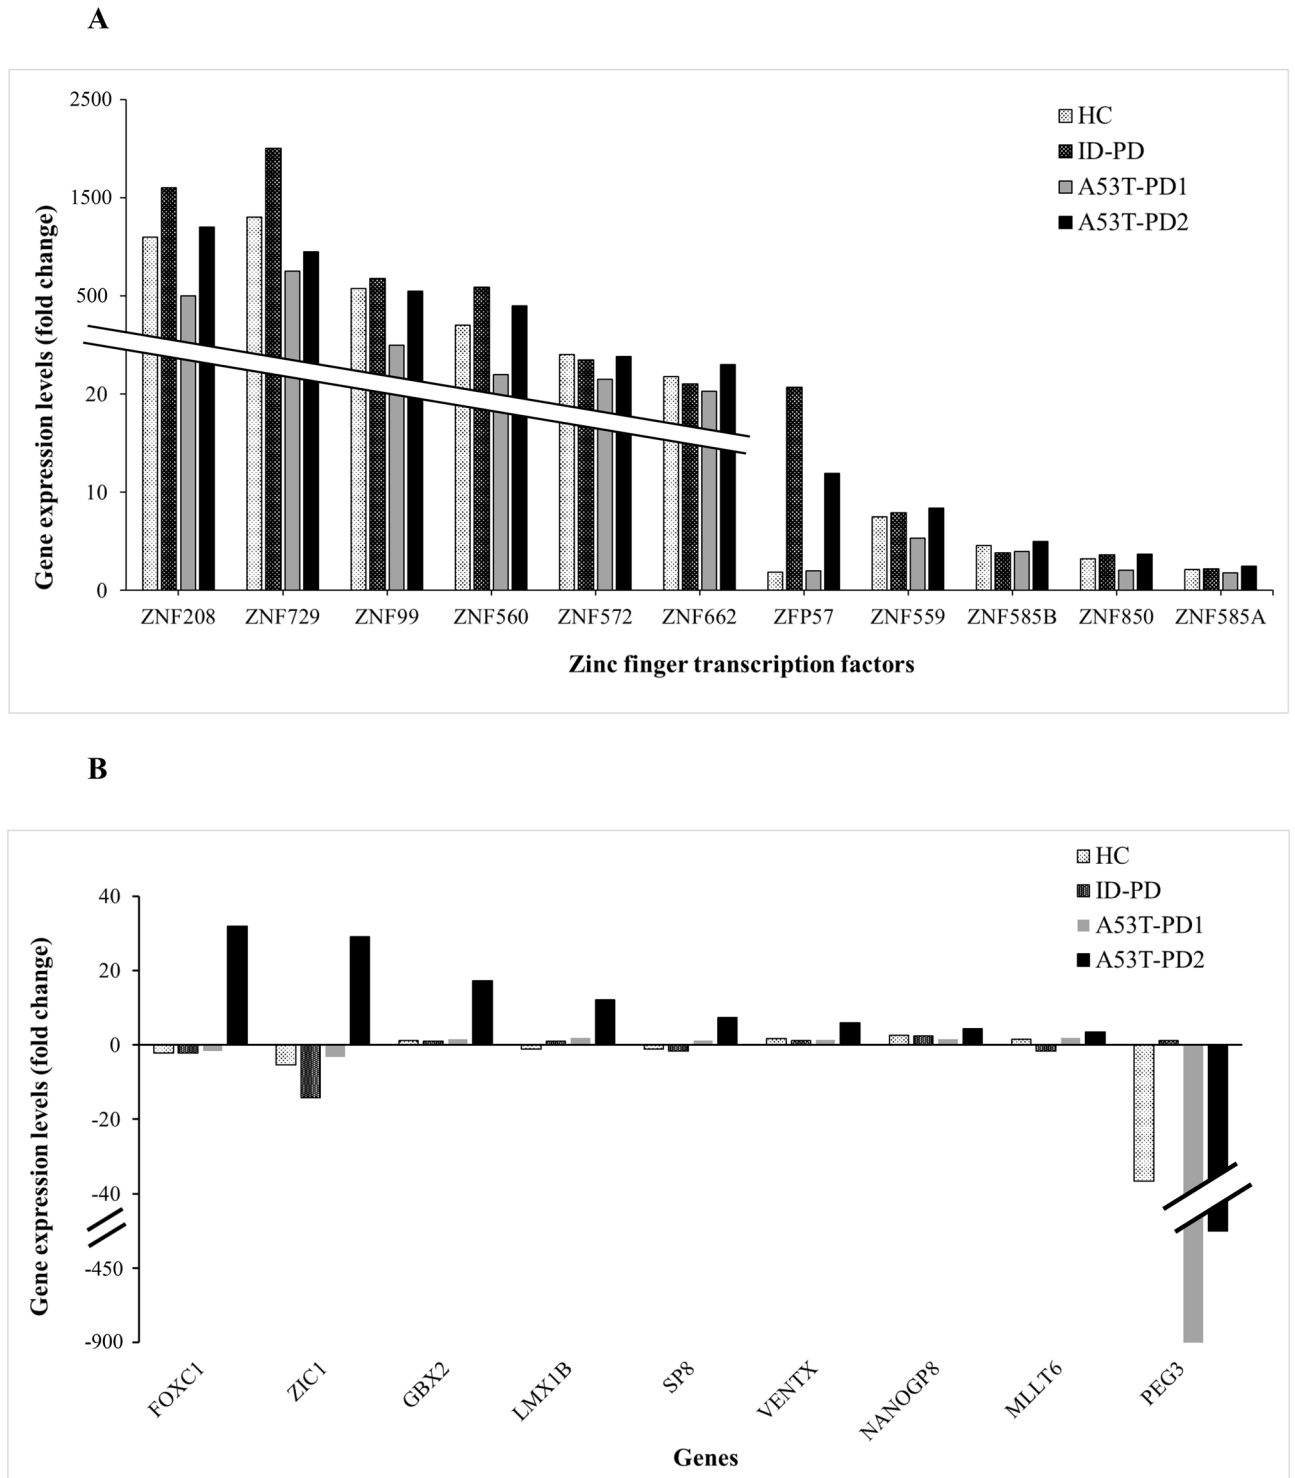 A
Gene expression levels (fold change)
2500
1500
500
20
10
0
HC
ID-PD
A53T-PD1
A53T-PD2
ZNF208 ZNF729 ZNF99 ZNF560 ZNF572 ZNF662 ZFP57 ZNF559 ZNF585B ZNF850 ZNF585A
Zinc finger transcription factors
B
Gene expression levels (fold change)
40
20
0
-20
-40
-450
-900
HC
ID-PD
A53T-PD1
A53T-PD2
FOXC1 ZIC1 GBX2 LMX1B SP8 VENTX NANOGP8 MLLT6 PEG3
Genes